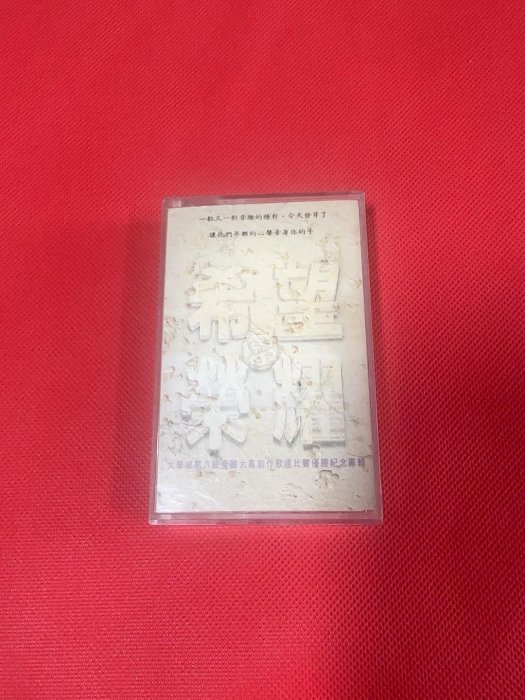 一粒又一粒音樂的種籽、今天發芽了
讓他們年輕的心聲牽著你的手
希望
榮耀
大學城第八屆全國大專創作歌謠比賽優勝紀念專輯